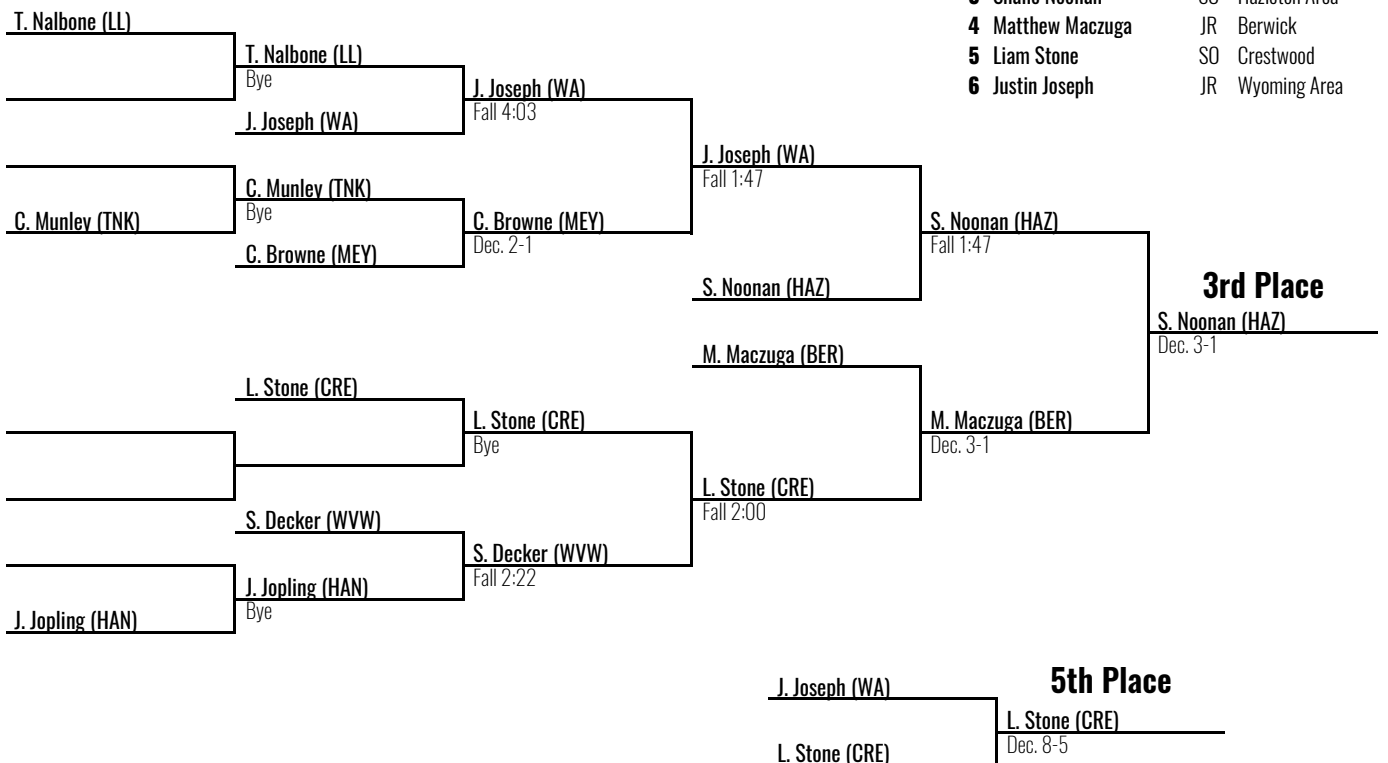 3 Shane Noonan SO Hazleton Area
4 Matthew Maczuga JR Berwick
5 Liam Stone SO Crestwood
6 Justin Joseph JR Wyoming Area
T. Nalbone (LL)
T. Nalbone (LL)
Bye
J. Joseph (WA)
J. Joseph (WA)
Fall 4:03
C. Munley (TNK)
C. Munley (TNK)
Bye
C. Browne (MEY)
C. Browne (MEY)
Dec. 2-1
J. Joseph (WA)
Fall 1:47
S. Noonan (HAZ)
S. Noonan (HAZ)
Fall 1:47
3rd Place
S. Noonan (HAZ)
Dec. 3-1
M. Maczuga (BER)
M. Maczuga (BER)
Dec. 3-1
L. Stone (CRE)
L. Stone (CRE)
Bye
L. Stone (CRE)
Fall 2:00
S. Decker (WVW)
S. Decker (WVW)
Fall 2:22
J. Jopling (HAN)
Bye
J. Jopling (HAN)
5th Place
J. Joseph (WA)
L. Stone (CRE)
Dec. 8-5
L. Stone (CRE)